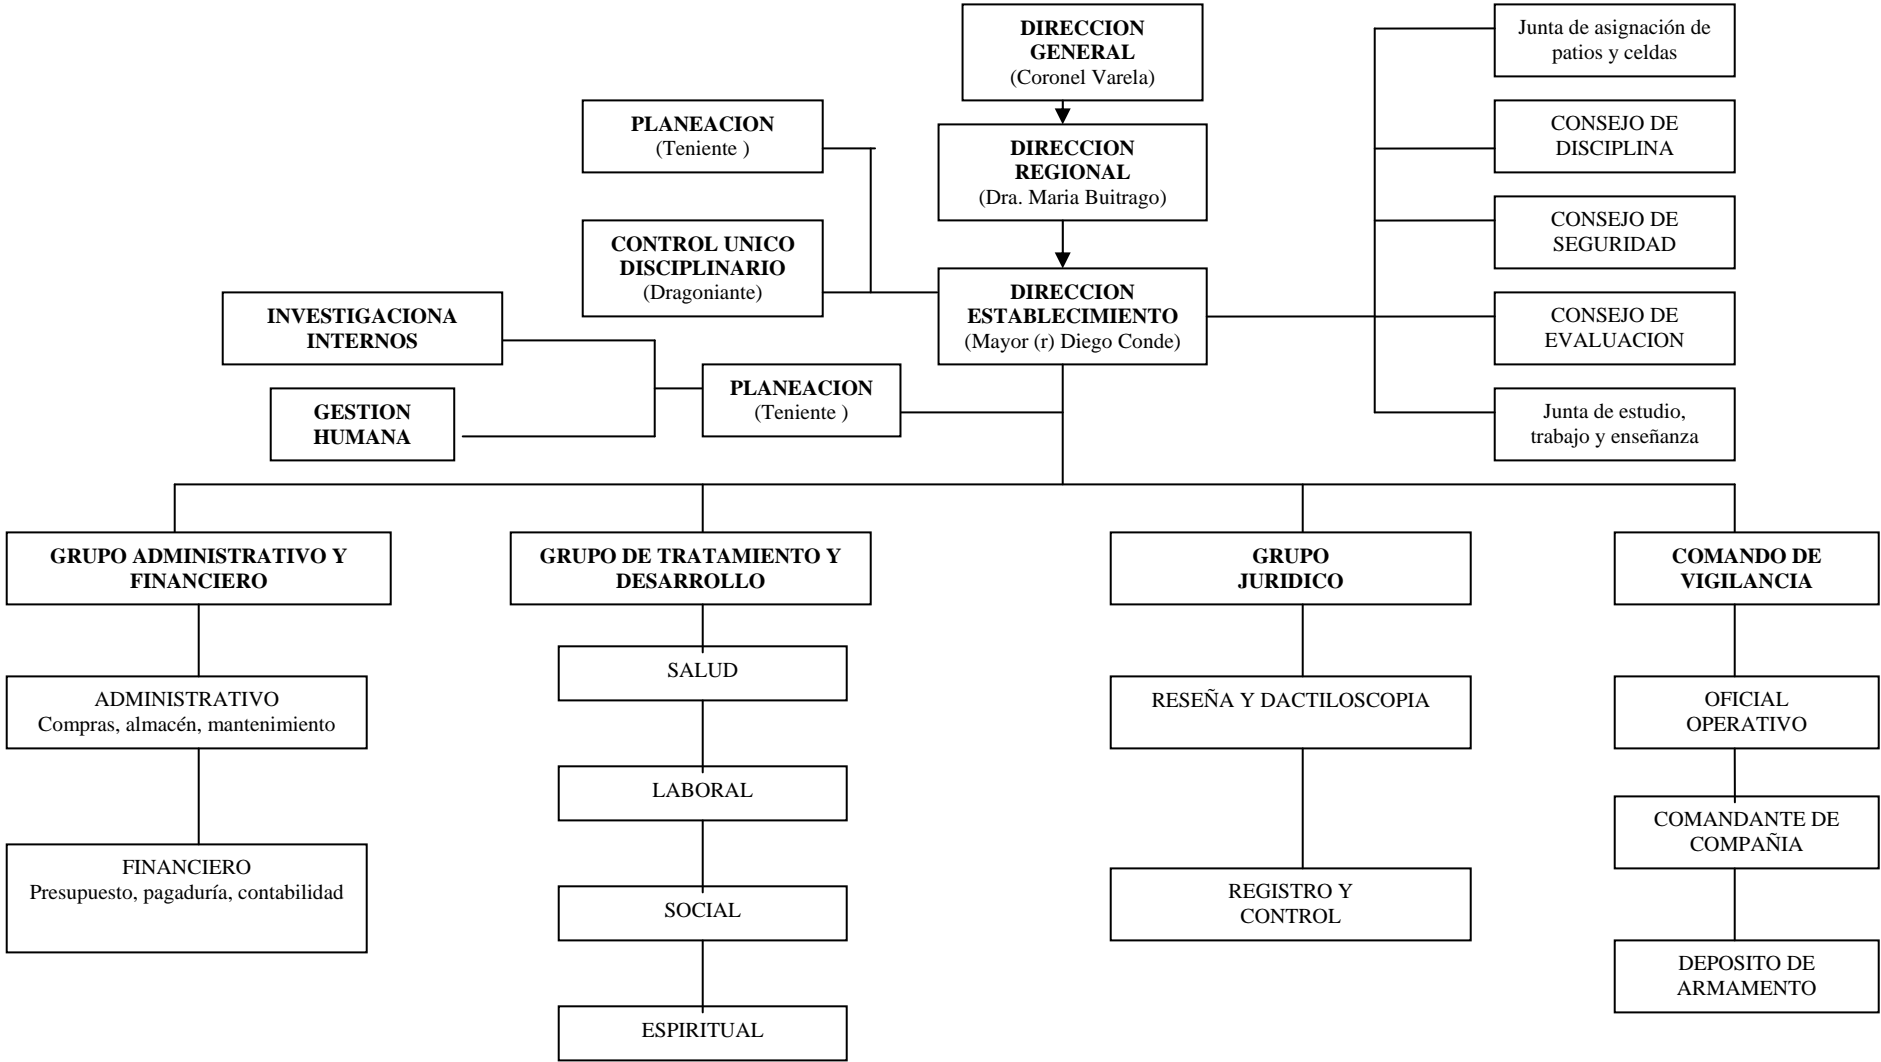 DIRECCION
GENERAL
(Coronel Varela)
Junta de asignación de
patios y celdas
PLANEACION
(Teniente )
DIRECCION
REGIONAL
(Dra. Maria Buitrago)
CONSEJO DE
DISCIPLINA
CONTROL UNICO
DISCIPLINARIO
(Dragoniante)
CONSEJO DE
SEGURIDAD
INVESTIGACIONA
INTERNOS
DIRECCION
ESTABLECIMIENTO
(Mayor (r) Diego Conde)
CONSEJO DE
EVALUACION
GESTION
HUMANA
PLANEACION
(Teniente )
Junta de estudio,
trabajo y enseñanza
GRUPO ADMINISTRATIVO Y
FINANCIERO
GRUPO DE TRATAMIENTO Y
DESARROLLO
GRUPO
JURIDICO
COMANDO DE
VIGILANCIA
ADMINISTRATIVO
Compras, almacén, mantenimiento
SALUD
RESEÑA Y DACTILOSCOPIA
OFICIAL
OPERATIVO
LABORAL
COMANDANTE DE
COMPAÑIA
FINANCIERO
Presupuesto, pagaduría, contabilidad
SOCIAL
REGISTRO Y
CONTROL
DEPOSITO DE
ARMAMENTO
ESPIRITUAL